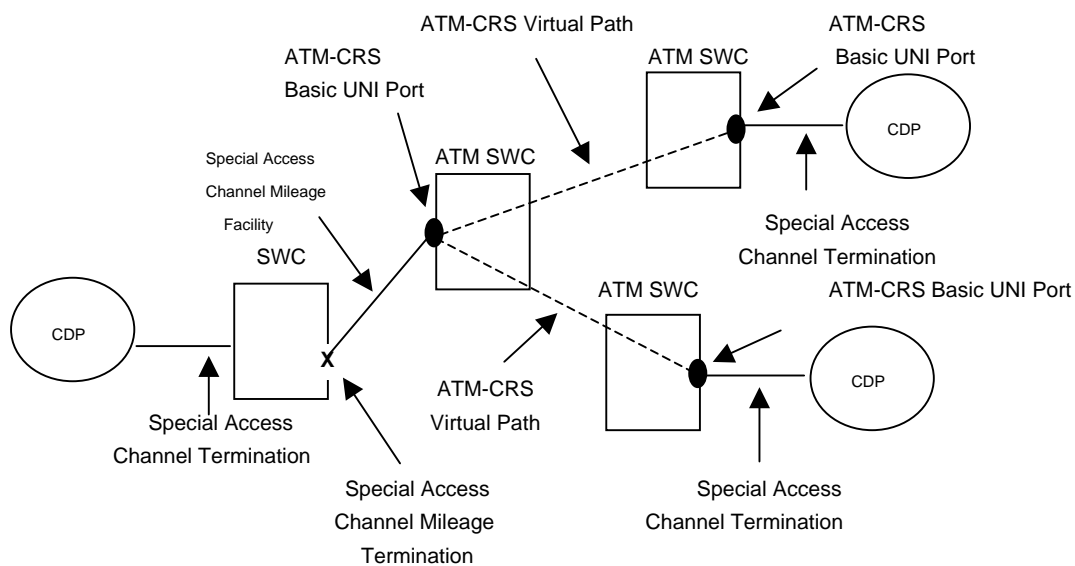 ATM-CRS Virtual Path
ATM-CRS
Basic UNI Port
ATM SWC
ATM-CRS
Basic UNI Port
CDP
Special Access
Channel Mileage
Facility
ATM SWC
SWC
Special Access
Channel Termination
ATM SWC
ATM-CRS Basic UNI Port
CDP
X
CDP
ATM-CRS
Virtual Path
Special Access
Channel Termination
Special Access
Channel Mileage
Termination
Special Access
Channel Termination